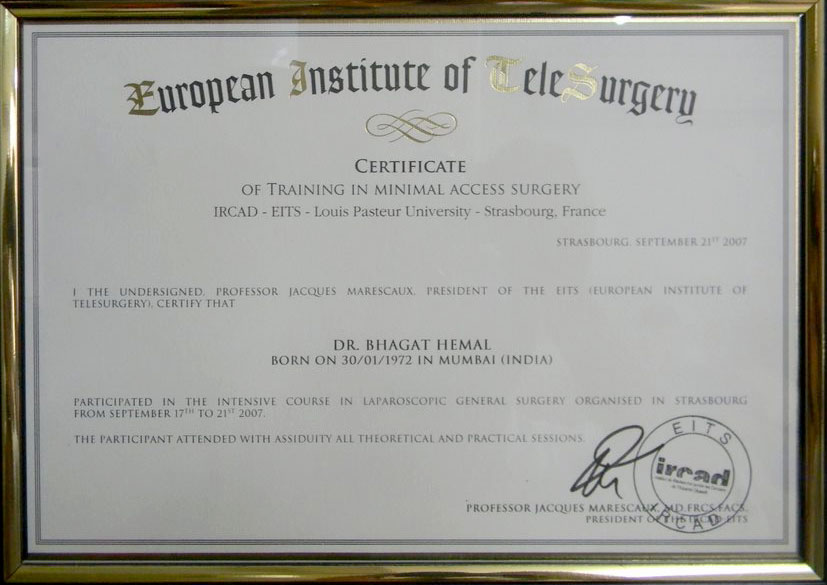 European Institute of TeleSurgery
CERTIFICATE
OF TRAINING IN MINIMAL ACCESS SURGERY
IRCAD - EITS - Louis Pasteur University - Strasbourg, France
STRASBOURG, SEPTEMBER 21ST 2007
I THE UNDERSIGNED, PROFESSOR JACQUES MARESCAUX, PRESIDENT OF THE EITS (EUROPEAN INSTITUTE OF
TELESURGERY), CERTIFY THAT
DR. BHAGAT HEMAL
BORN ON 30/01/1972 IN MUMBAI (INDIA)
PARTICIPATED IN THE INTENSIVE COURSE IN LAPAROSCOPIC GENERAL SURGERY ORGANISED IN STRASBOURG
FROM SEPTEMBER 17TH TO 21ST 2007.
THE PARTICIPANT ATTENDED WITH ASSIDUITY ALL THEORETICAL AND PRACTICAL SESSIONS.
EITS
ircad
IRCAD
PROFESSOR JACQUES MARESCAUX, MD,FRCS,FACS,
PRESIDENT OF THE IRCAD-EITS